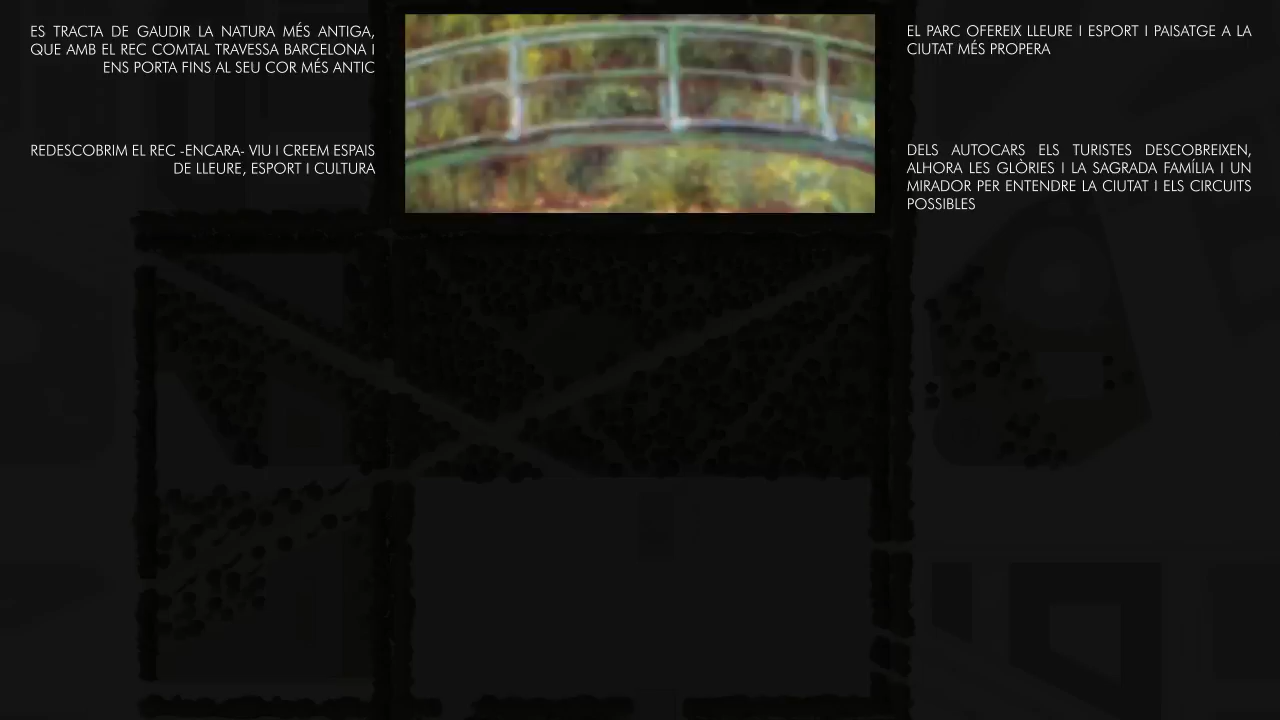 ES TRACTA DE GAUDIR LA NATURA MÉS ANTIGA,
QUE AMB EL REC COMTAL TRAVESSA BARCELONA I
ENS PORTA FINS AL SEU COR MÉS ANTIC
REDESCOBRIM EL REC -ENCARA- VIU I CREEM ESPAIS
DE LLEURE, ESPORT I CULTURA
EL PARC OFEREIX LLEURE I ESPORT I PAISATGE A LA
CIUTAT MÉS PROPERA
DELS AUTOCARS ELS TURISTES DESCOBREIXEN,
ALHORA LES GLÒRIES I LA SAGRADA FAMÍLIA I UN
MIRADOR PER ENTENDRE LA CIUTAT I ELS CIRCUITS
POSSIBLES